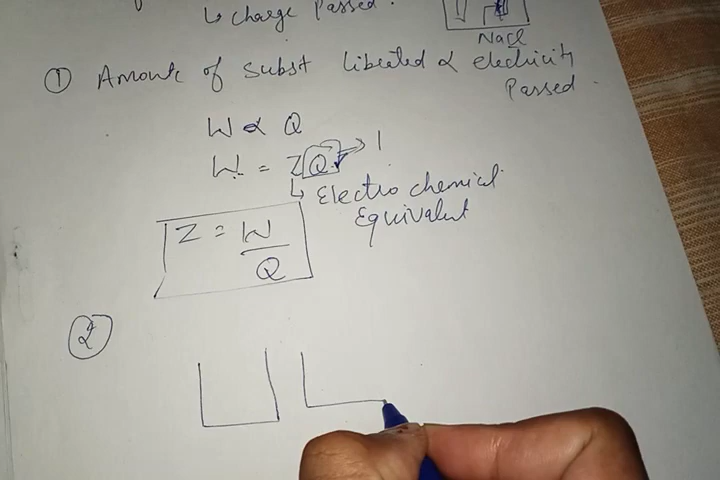 ↳ charge Passed.
Nacl
① Amount of Subst liberated ∝ electricity
Passed.
W ∝ Q
W = ZQ → 1
↳ Electro chemical
Equivalent
Z = W
Q
②